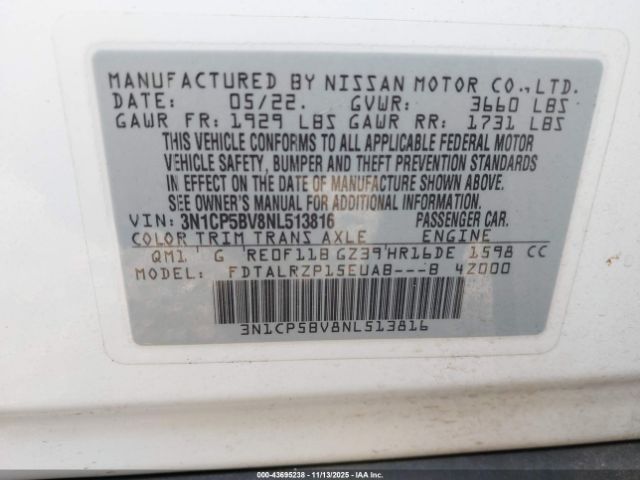 MANUFACTURED BY NISSAN MOTOR CO., LTD.
DATE: 05/22. GVWR: 3660 LBS
GAWR FR: 1929 LBS GAWR RR: 1731 LBS
THIS VEHICLE CONFORMS TO ALL APPLICABLE FEDERAL MOTOR
VEHICLE SAFETY, BUMPER AND THEFT PREVENTION STANDARDS
IN EFFECT ON THE DATE OF MANUFACTURE SHOWN ABOVE.
SEE OWNER'S MANUAL FOR ADDITIONAL INFORMATION.
VIN: 3N1CP5BV8NL513816 PASSENGER CAR
COLOR TRIM TRANS AXLE ENGINE
QM1 G RE0F11B GZ39 HR16DE 1598 CC
MODEL: FDTALRZP15EUAB---B 4Z000
3N1CP5BV8NL513816
© IAA - 43695238 - 11/13/2025 - IAAI.COM